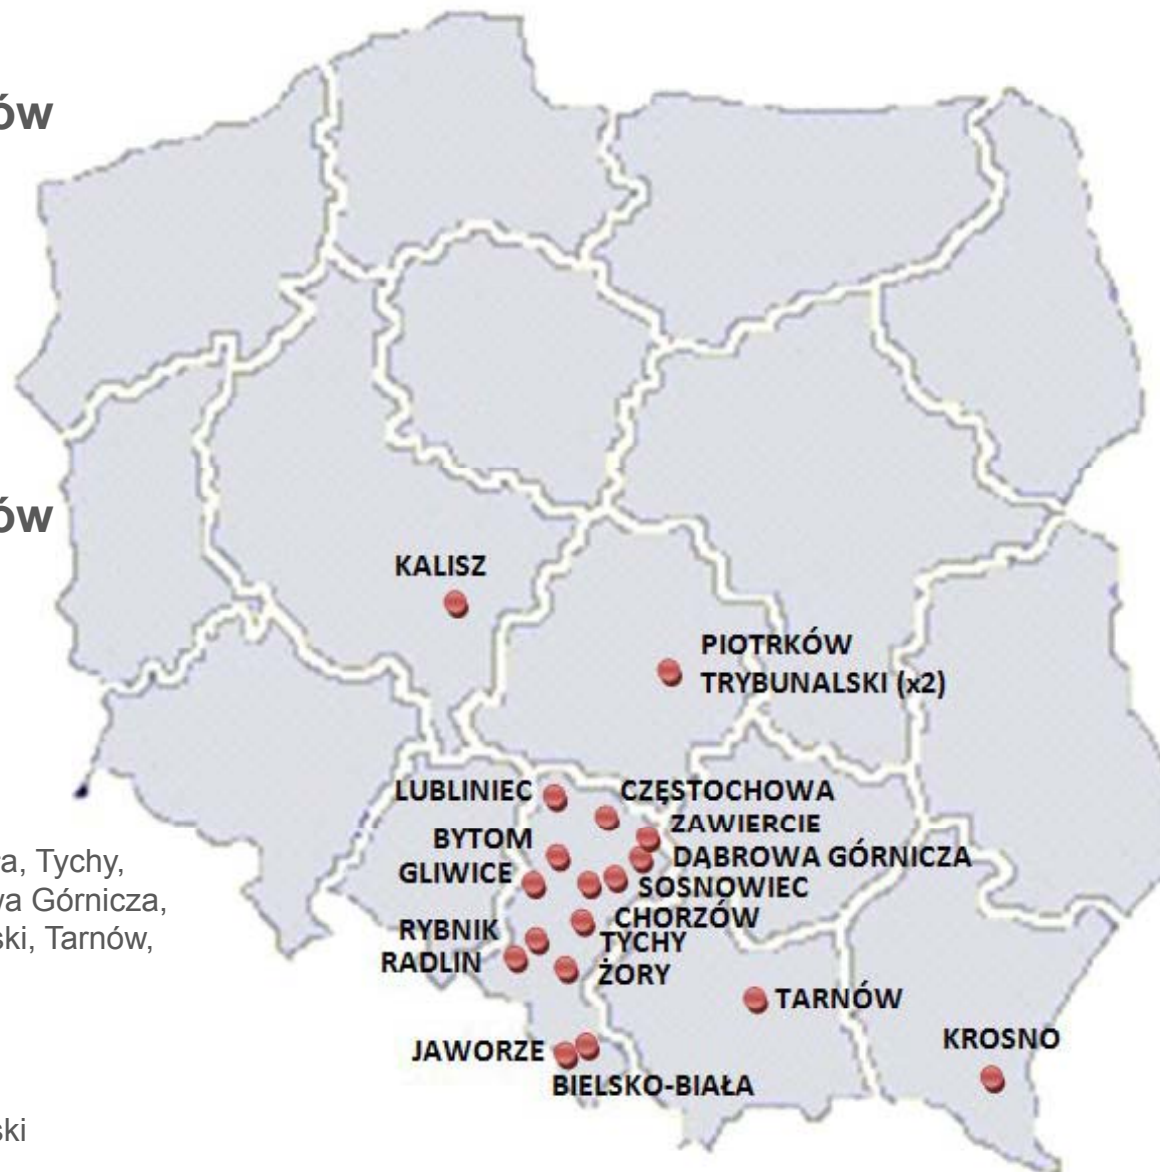 ów
ów
KALISZ
PIOTRKÓW
TRYBUNALSKI (x2)
LUBLINIEC
CZĘSTOCHOWA
ZAWIERCIE
BYTOM
DĄBROWA GÓRNICZA
GLIWICE
SOSNOWIEC
CHORZÓW
RYBNIK
TYCHY
RADLIN
ŻORY
TARNÓW
KROSNO
JAWORZE
BIELSKO-BIAŁA
a, Tychy,
va Górnicza,
ski, Tarnów,
ski